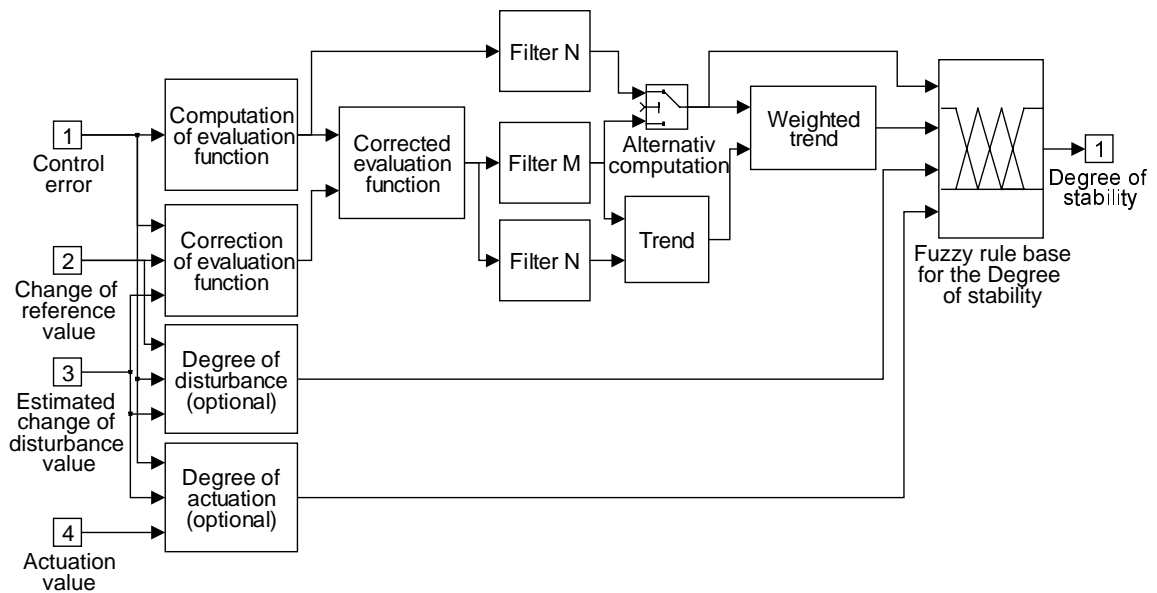 Filter N
Computation
of evaluation
function
1
Control
error
Corrected
evaluation
function
Filter M
Alternativ
computation
Weighted
trend
1
Degree of
stability
Correction
of evaluation
function
2
Change of
reference
value
Filter N
Trend
Fuzzy rule base
for the Degree
of stability
Degree of
disturbance
(optional)
3
Estimated
change of
disturbance
value
Degree of
actuation
(optional)
4
Actuation
value